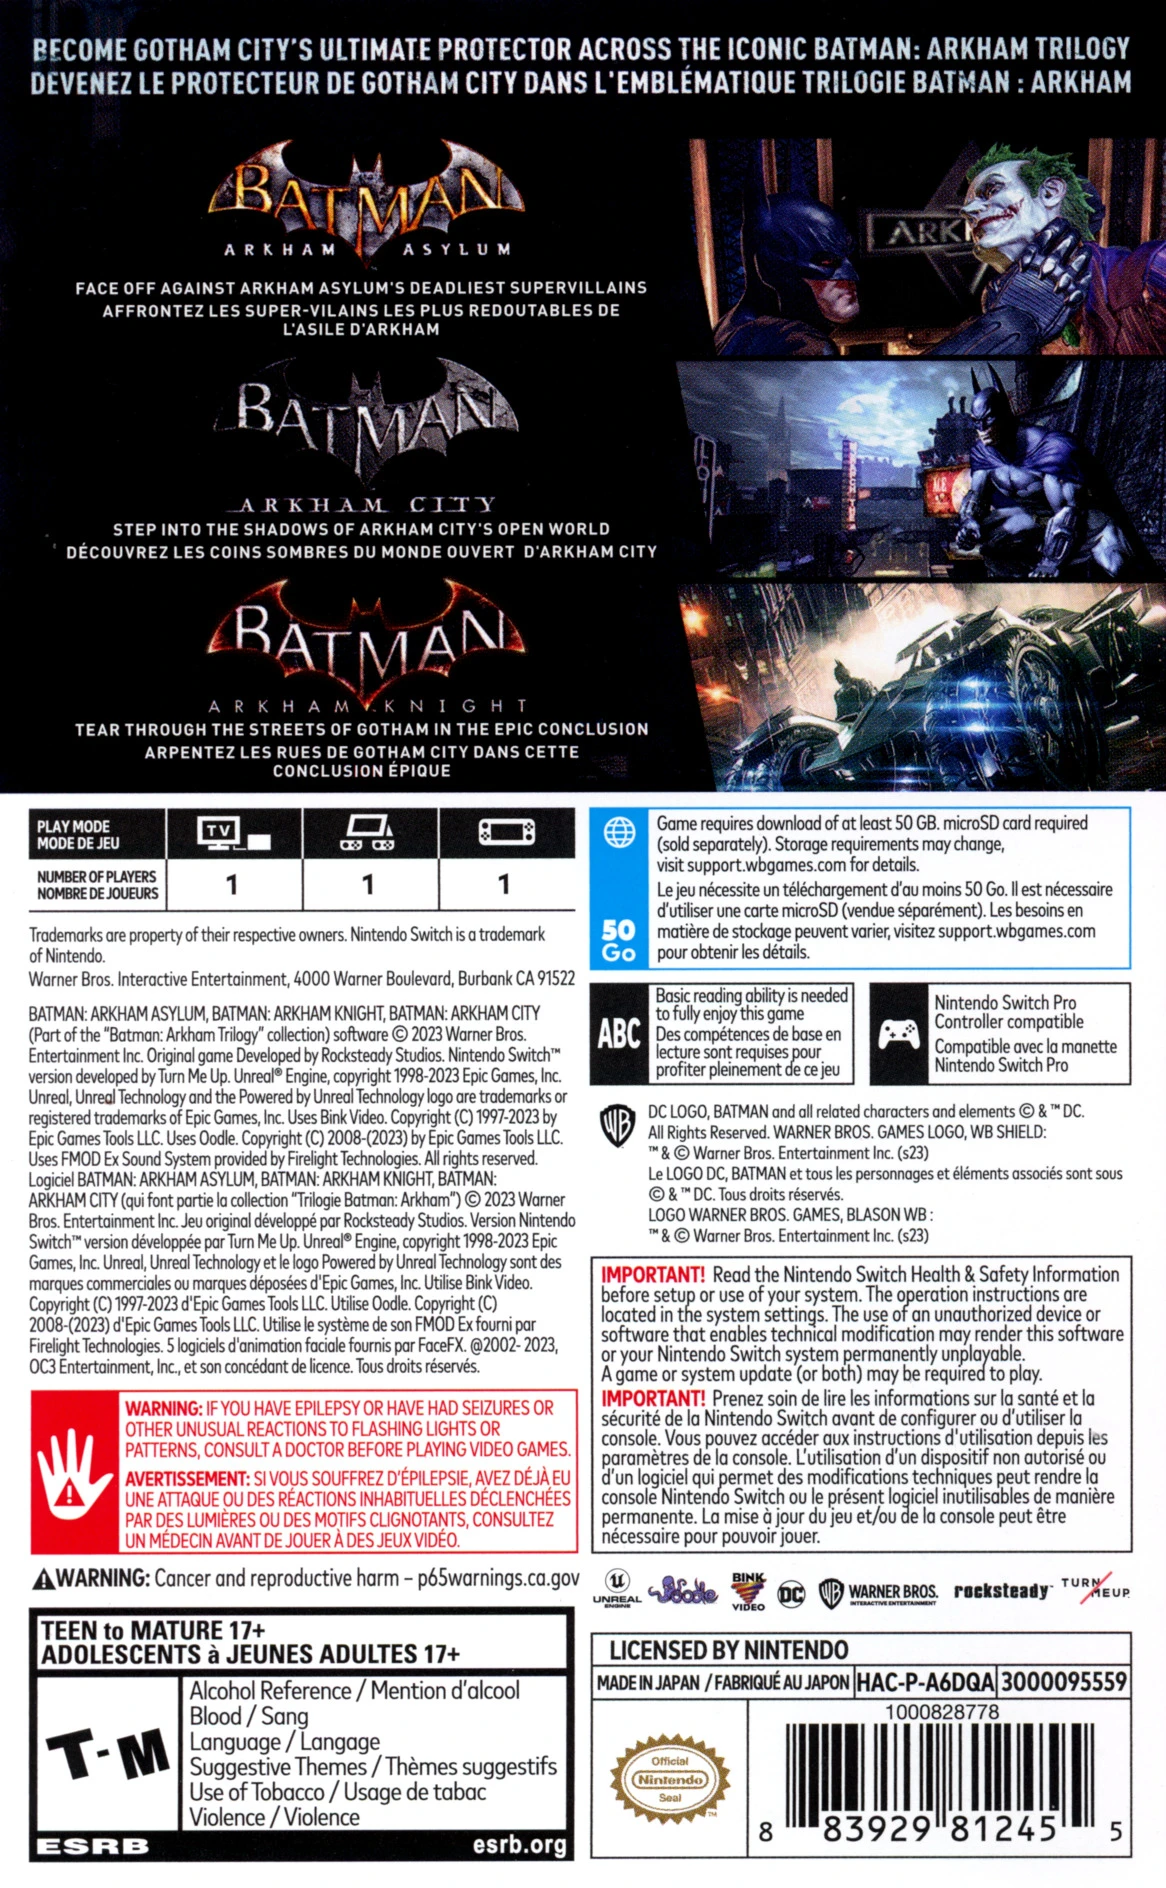 BECOME GOTHAM CITY'S ULTIMATE PROTECTOR ACROSS THE ICONIC BATMAN: ARKHAM TRILOGY
DEVENEZ LE PROTECTEUR DE GOTHAM CITY DANS L'EMBLÉMATIQUE TRILOGIE BATMAN : ARKHAM
BATMAN
ARKHAM ASYLUM
ARK
FACE OFF AGAINST ARKHAM ASYLUM'S DEADLIEST SUPERVILLAINS
AFFRONTEZ LES SUPER-VILAINS LES PLUS REDOUTABLES DE
L'ASILE D'ARKHAM
BATMAN
ARKHAM CITY
STEP INTO THE SHADOWS OF ARKHAM CITY'S OPEN WORLD
DÉCOUVREZ LES COINS SOMBRES DU MONDE OUVERT D'ARKHAM CITY
BATMAN
ARKHAM KNIGHT
TEAR THROUGH THE STREETS OF GOTHAM IN THE EPIC CONCLUSION
ARPENTEZ LES RUES DE GOTHAM CITY DANS CETTE
CONCLUSION ÉPIQUE
PLAY MODE
MODE DE JEU
TV
NUMBER OF PLAYERS
NOMBRE DE JOUEURS
1
1
1
Trademarks are property of their respective owners. Nintendo Switch is a trademark
of Nintendo.
Warner Bros. Interactive Entertainment, 4000 Warner Boulevard, Burbank CA 91522
BATMAN: ARKHAM ASYLUM, BATMAN: ARKHAM KNIGHT, BATMAN: ARKHAM CITY
(Part of the "Batman: Arkham Trilogy" collection) software © 2023 Warner Bros.
Entertainment Inc. Original game Developed by Rocksteady Studios. Nintendo Switch™
version developed by Turn Me Up. Unreal® Engine, copyright 1998-2023 Epic Games, Inc.
Unreal, Unreal Technology and the Powered by Unreal Technology logo are trademarks or
registered trademarks of Epic Games, Inc. Uses Bink Video. Copyright (C) 1997-2023 by
Epic Games Tools LLC. Uses Oodle. Copyright (C) 2008-(2023) by Epic Games Tools LLC.
Uses FMOD Ex Sound System provided by Firelight Technologies. All rights reserved.
Logiciel BATMAN: ARKHAM ASYLUM, BATMAN: ARKHAM KNIGHT, BATMAN:
ARKHAM CITY (qui font partie la collection "Trilogie Batman: Arkham") © 2023 Warner
Bros. Entertainment Inc. Jeu original développé par Rocksteady Studios. Version Nintendo
Switch™ version développée par Turn Me Up. Unreal® Engine, copyright 1998-2023 Epic
Games, Inc. Unreal, Unreal Technology et le logo Powered by Unreal Technology sont des
marques commerciales ou marques déposées d'Epic Games, Inc. Utilise Bink Video.
Copyright (C) 1997-2023 d'Epic Games Tools LLC. Utilise Oodle. Copyright (C)
2008-(2023) d'Epic Games Tools LLC. Utilise le système de son FMOD Ex fourni par
Firelight Technologies. 5 logiciels d'animation faciale fournis par FaceFX. @2002- 2023,
OC3 Entertainment, Inc., et son concédant de licence. Tous droits réservés.
WARNING: IF YOU HAVE EPILEPSY OR HAVE HAD SEIZURES OR
OTHER UNUSUAL REACTIONS TO FLASHING LIGHTS OR
PATTERNS, CONSULT A DOCTOR BEFORE PLAYING VIDEO GAMES.
AVERTISSEMENT: SI VOUS SOUFFREZ D'ÉPILEPSIE, AVEZ DÉJÀ EU
UNE ATTAQUE OU DES RÉACTIONS INHABITUELLES DÉCLENCHÉES
PAR DES LUMIÈRES OU DES MOTIFS CLIGNOTANTS, CONSULTEZ
UN MÉDECIN AVANT DE JOUER À DES JEUX VIDÉO.
⚠WARNING: Cancer and reproductive harm – p65warnings.ca.gov
TEEN to MATURE 17+
ADOLESCENTS à JEUNES ADULTES 17+
T-M
Alcohol Reference / Mention d'alcool
Blood / Sang
Language / Langage
Suggestive Themes / Thèmes suggestifs
Use of Tobacco / Usage de tabac
Violence / Violence
ESRB
esrb.org
50
Go
Game requires download of at least 50 GB. microSD card required
(sold separately). Storage requirements may change,
visit support.wbgames.com for details.
Le jeu nécessite un téléchargement d'au moins 50 Go. Il est nécessaire
d'utiliser une carte microSD (vendue séparément). Les besoins en
matière de stockage peuvent varier, visitez support.wbgames.com
pour obtenir les détails.
ABC
Basic reading ability is needed
to fully enjoy this game
Des compétences de base en
lecture sont requises pour
profiter pleinement de ce jeu
Nintendo Switch Pro
Controller compatible
Compatible avec la manette
Nintendo Switch Pro
WB
DC LOGO, BATMAN and all related characters and elements © & ™ DC.
All Rights Reserved. WARNER BROS. GAMES LOGO, WB SHIELD:
™ & © Warner Bros. Entertainment Inc. (s23)
Le LOGO DC, BATMAN et tous les personnages et éléments associés sont sous
© & ™ DC. Tous droits réservés.
LOGO WARNER BROS. GAMES, BLASON WB :
™ & © Warner Bros. Entertainment Inc. (s23)
IMPORTANT! Read the Nintendo Switch Health & Safety Information
before setup or use of your system. The operation instructions are
located in the system settings. The use of an unauthorized device or
software that enables technical modification may render this software
or your Nintendo Switch system permanently unplayable.
A game or system update (or both) may be required to play.
IMPORTANT! Prenez soin de lire les informations sur la santé et la
sécurité de la Nintendo Switch avant de configurer ou d'utiliser la
console. Vous pouvez accéder aux instructions d'utilisation depuis les
paramètres de la console. L'utilisation d'un dispositif non autorisé ou
d'un logiciel qui permet des modifications techniques peut rendre la
console Nintendo Switch ou le présent logiciel inutilisables de manière
permanente. La mise à jour du jeu et/ou de la console peut être
nécessaire pour pouvoir jouer.
UNREAL
ENGINE
Oodle
BINK
VIDEO
DC
WB
WARNER BROS.
INTERACTIVE ENTERTAINMENT
rocksteady
TURN
MEUP
LICENSED BY NINTENDO
MADE IN JAPAN / FABRIQUÉ AU JAPON HAC-P-A6DQA 3000095559
1000828778
Official
Nintendo
Seal
™
8 83929 81245 5